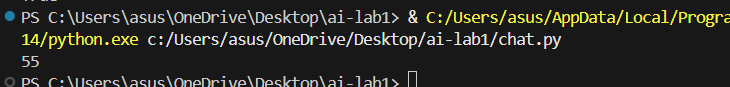 PS C:\Users\asus\OneDrive\Desktop\ai-lab1> & C:/Users/asus/AppData/Local/Progra
14/python.exe c:/Users/asus/OneDrive/Desktop/ai-lab1/chat.py
55
PS C:\Users\asus\OneDrive\Desktop\ai-lab1>